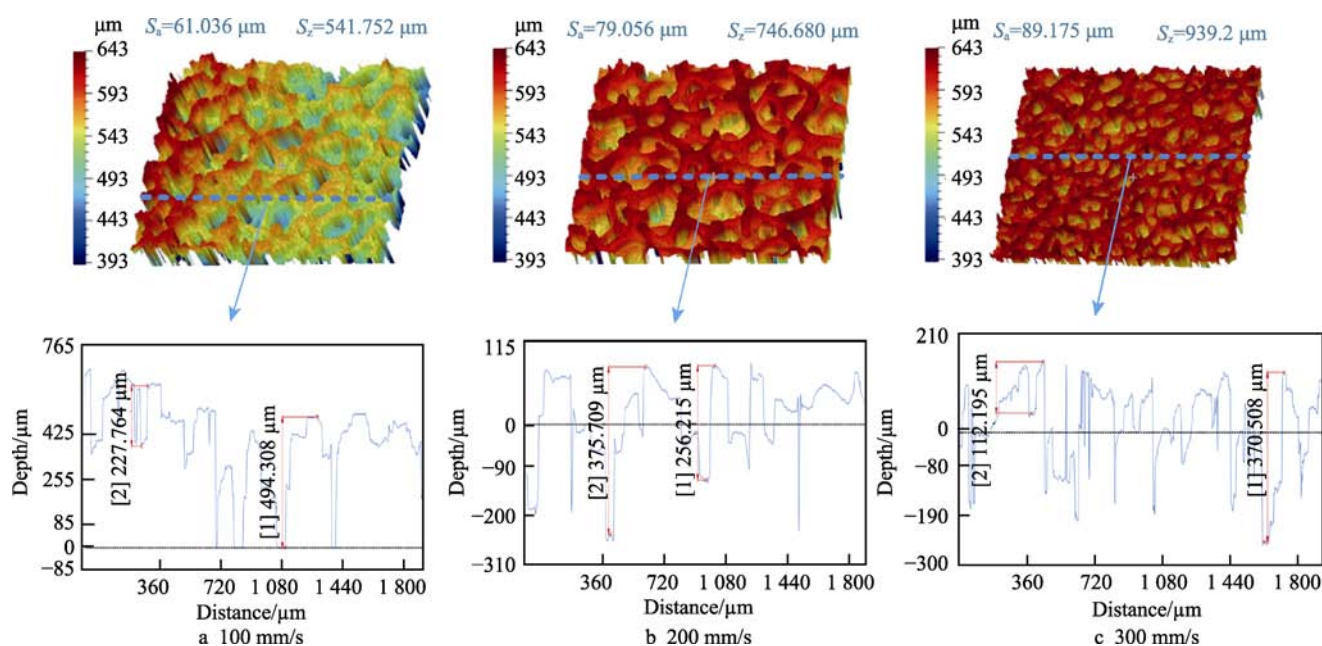 μm
Sa=61.036 μm Sz=541.752 μm
643
593
543
493
443
393
Sa=79.056 μm Sz=746.680 μm
643
593
543
493
443
393
μm
Sa=89.175 μm Sz=939.2 μm
643
593
543
493
443
393
Depth/μm
765
425
255
85
0
−85
[2] 227.764 μm
[1] 494.308 μm
360 720 1 080 1 440 1 800
Distance/μm
a 100 mm/s
Depth/μm
115
0
−90
−200
−310
[2] 375.709 μm
[1] 256.215 μm
360 720 1 080 1 440 1 800
Distance/μm
b 200 mm/s
Depth/μm
210
0
−80
−190
−300
[2] 112.195 μm
[1] 370.508 μm
360 720 1 080 1 440 1 800
Distance/μm
c 300 mm/s